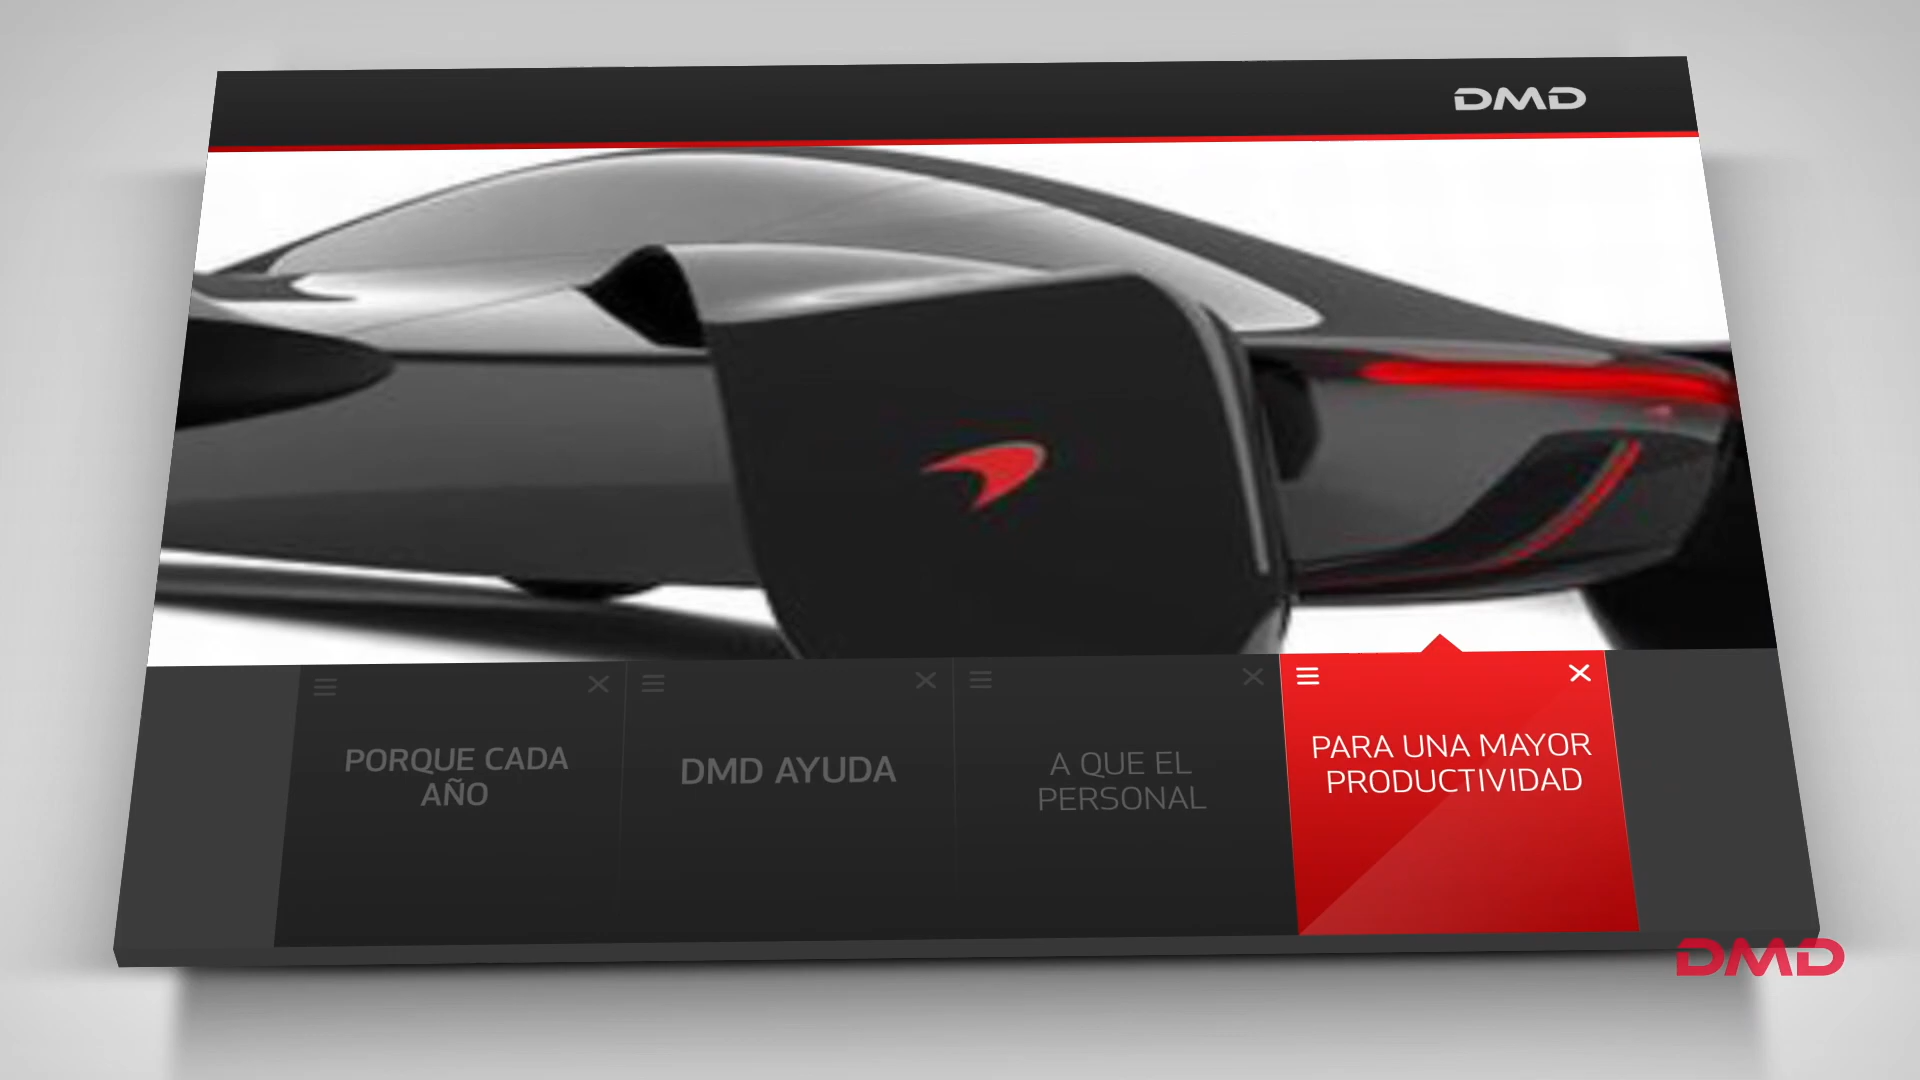 DMD
PORQUE CADA
AÑO
DMD AYUDA
A QUE EL
PERSONAL
PARA UNA MAYOR
PRODUCTIVIDAD
DMD